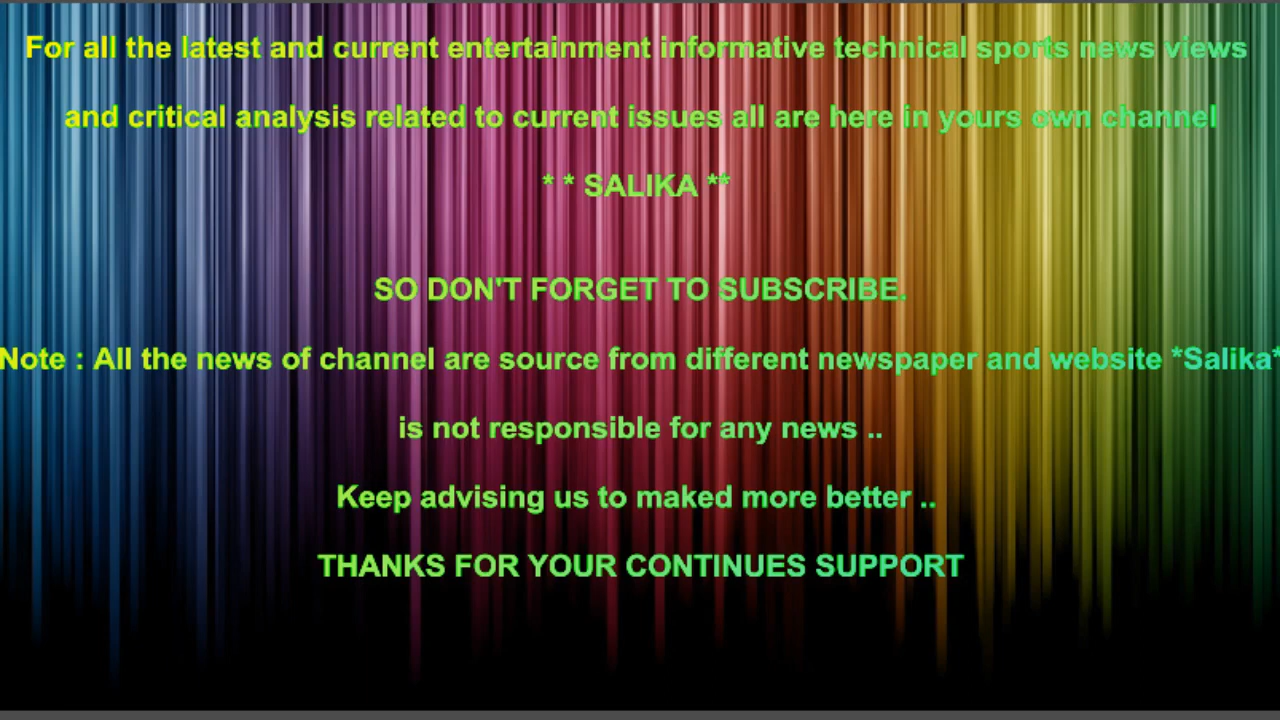 For all the latest and current entertainment informative technical sports news views
and critical analysis related to current issues all are here in yours own channel
* * SALIKA **
SO DON'T FORGET TO SUBSCRIBE.
Note : All the news of channel are source from different newspaper and website *Salika*
is not responsible for any news ..
Keep advising us to maked more better ..
THANKS FOR YOUR CONTINUES SUPPORT